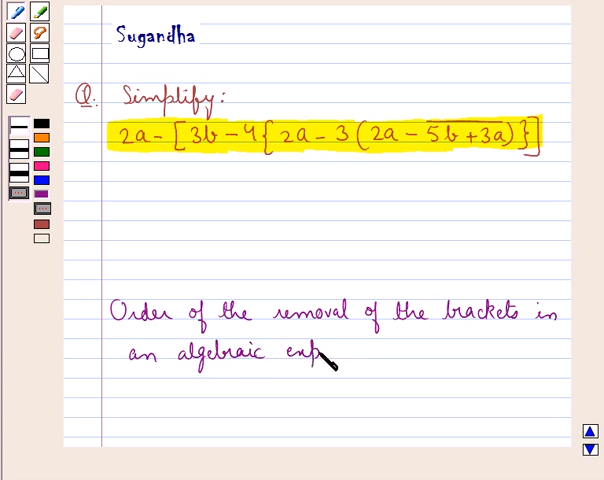 Sugandha
Q. Simplify:
2a - [ 3b - 4 { 2a - 3 ( 2a - 5b + 3a ) } ]
Order of the removal of the brackets in
an algebraic exp